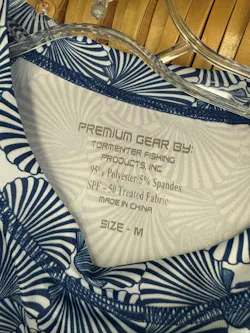 PREMIUM GEAR BY:
TORMENTER FISHING
PRODUCTS, INC
95% Polyester/5% Spandex
SPF - 50 Treated Fabric
MADE IN CHINA
SIZE - M